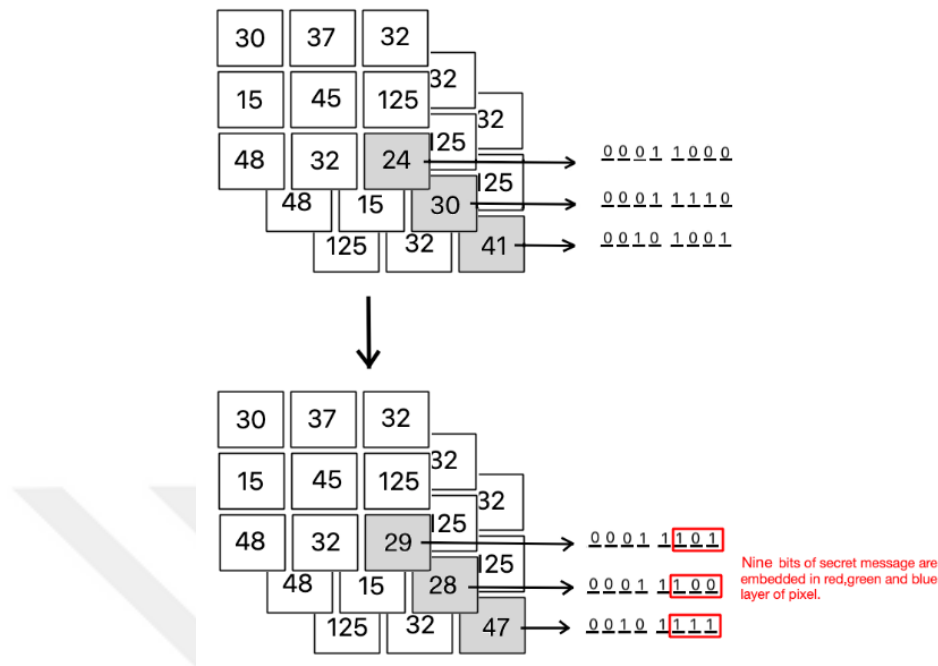 30 37 32
32
15 45 125
32
125
48 32 24 0 0 0 1 1 0 0 0
125
48 15 30 0 0 0 1 1 1 1 0
125 32 41 0 0 1 0 1 0 0 1
30 37 32
32
15 45 125
32
125
48 32 29 0 0 0 1 1 1 0 1
125
Nine bits of secret message are
embedded in red,green and blue
layer of pixel.
48 15 28 0 0 0 1 1 1 0 0
125 32 47 0 0 1 0 1 1 1 1